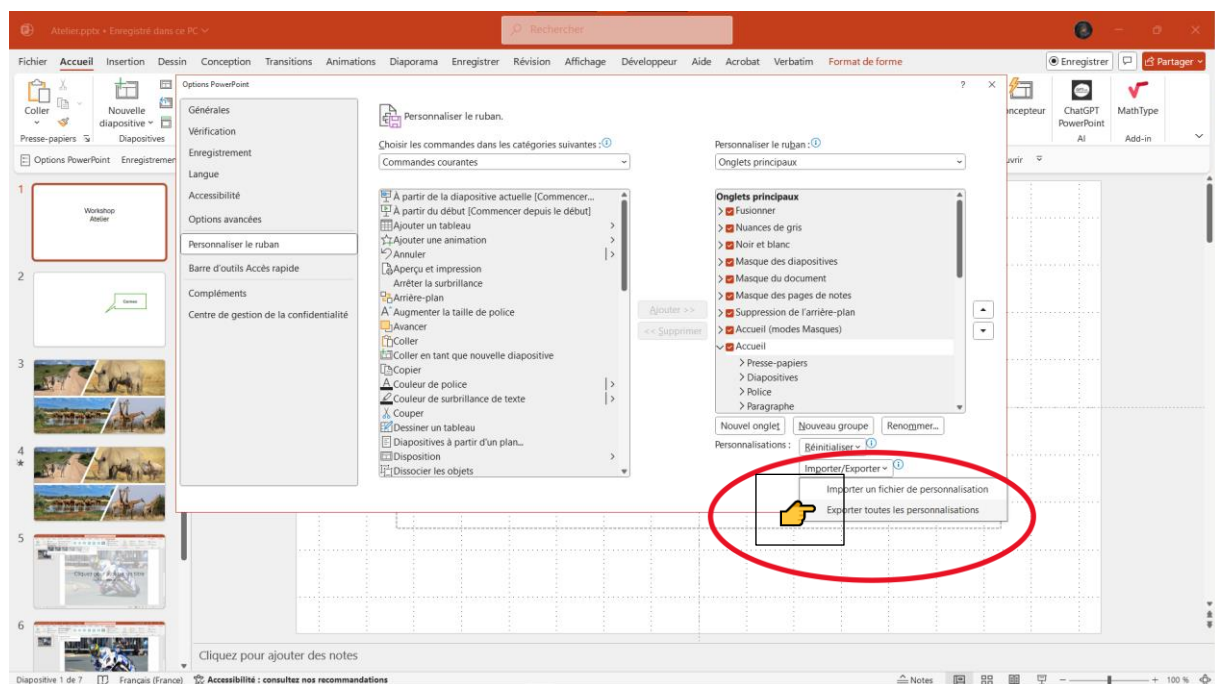 Atelier.pptx • Enregistré dans ce PC
Rechercher
Fichier Accueil Insertion Dessin Conception Transitions Animations Diaporama Enregistrer Révision Affichage Développeur Aide Acrobat Verbatim Format de forme
Enregistrer
Partager
Coller
Nouvelle
diapositive
Presse-papiers
Diapositives
ChatGPT
PowerPoint
AI
MathType
Add-in
Options PowerPoint
Options PowerPoint
?
Générales
Vérification
Enregistrement
Langue
Accessibilité
Options avancées
Personnaliser le ruban
Barre d'outils Accès rapide
Compléments
Centre de gestion de la confidentialité
Personnaliser le ruban.
Choisir les commandes dans les catégories suivantes :
Commandes courantes
À partir de la diapositive actuelle [Commencer...
À partir du début [Commencer depuis le début]
Ajouter un tableau
Ajouter une animation
Annuler
Aperçu et impression
Arrêter la surbrillance
Arrière-plan
Augmenter la taille de police
Avancer
Coller
Coller en tant que nouvelle diapositive
Copier
Couleur de police
Couleur de surbrillance de texte
Couper
Dessiner un tableau
Diapositives à partir d'un plan...
Disposition
Dissocier les objets
Ajouter >>
<< Supprimer
Personnaliser le ruban :
Onglets principaux
Onglets principaux
Fusionner
Nuances de gris
Noir et blanc
Masque des diapositives
Masque du document
Masque des pages de notes
Suppression de l'arrière-plan
Accueil (modes Masques)
Accueil
Presse-papiers
Diapositives
Police
Paragraphe
Nouvel onglet
Nouveau groupe
Renommer...
Personnalisations :
Réinitialiser
Importer/Exporter
Importer un fichier de personnalisation
Exporter toutes les personnalisations
1
Workshop
Atelier
2
3
4
5
6
Cliquez pour ajouter des notes
Diapositive 1 de 7
Français (France)
Accessibilité : consultez nos recommandations
Notes
100 %